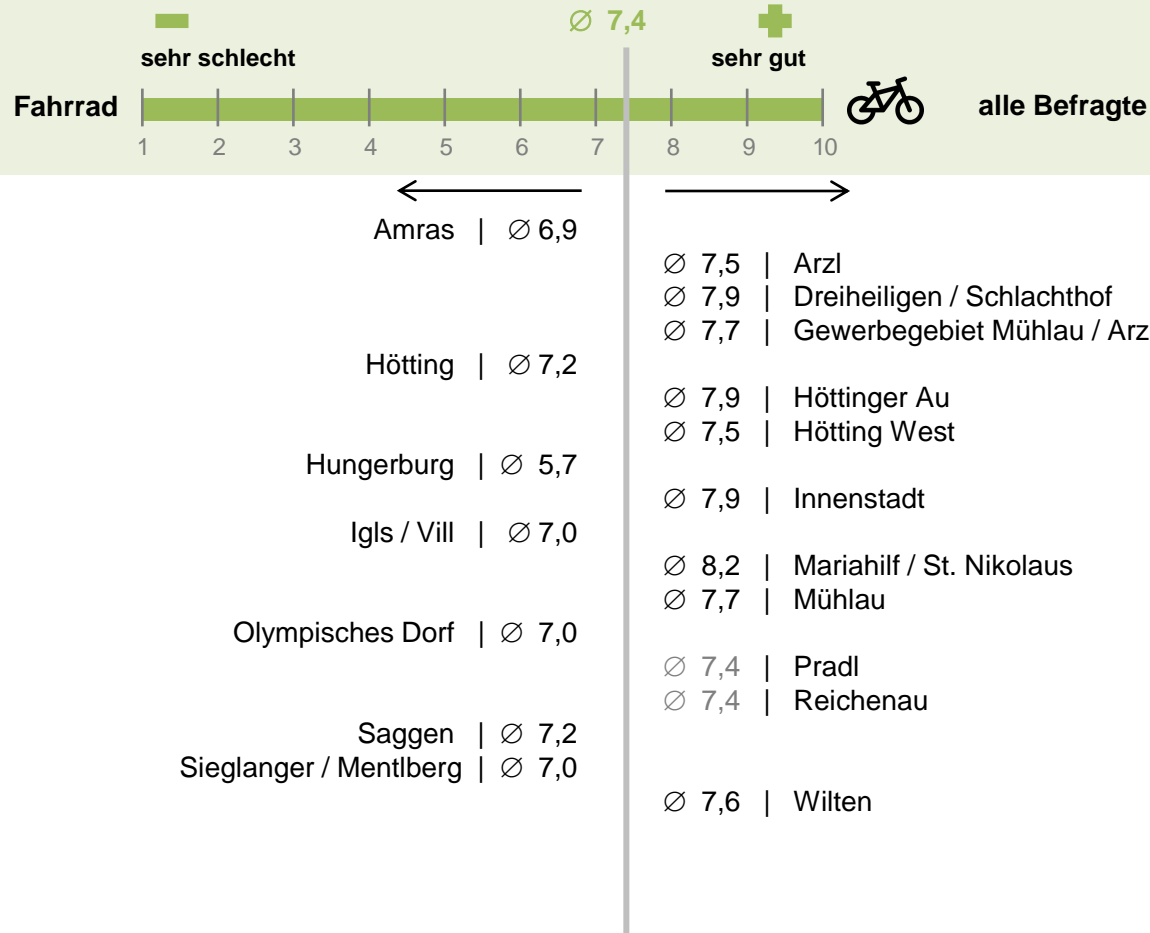 ∅ 7,4
sehr schlecht sehr gut
Fahrrad alle Befragte
1 2 3 4 5 6 7 8 9 10
Amras | ∅ 6,9
∅ 7,5 | Arzl
∅ 7,9 | Dreiheiligen / Schlachthof
∅ 7,7 | Gewerbegebiet Mühlau / Arz
Hötting | ∅ 7,2
∅ 7,9 | Höttinger Au
∅ 7,5 | Hötting West
Hungerburg | ∅ 5,7
∅ 7,9 | Innenstadt
Igls / Vill | ∅ 7,0
∅ 8,2 | Mariahilf / St. Nikolaus
∅ 7,7 | Mühlau
Olympisches Dorf | ∅ 7,0
∅ 7,4 | Pradl
∅ 7,4 | Reichenau
Saggen | ∅ 7,2
Sieglanger / Mentlberg | ∅ 7,0
∅ 7,6 | Wilten